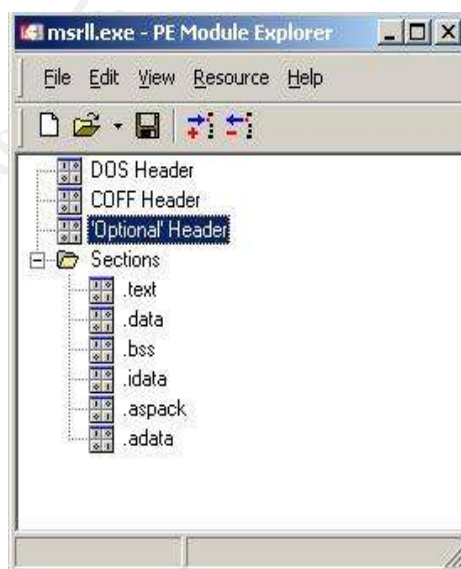 msrll.exe - PE Module Explorer
File Edit View Resource Help
DOS Header
COFF Header
'Optional' Header
Sections
.text
.data
.bss
.idata
.aspack
.adata